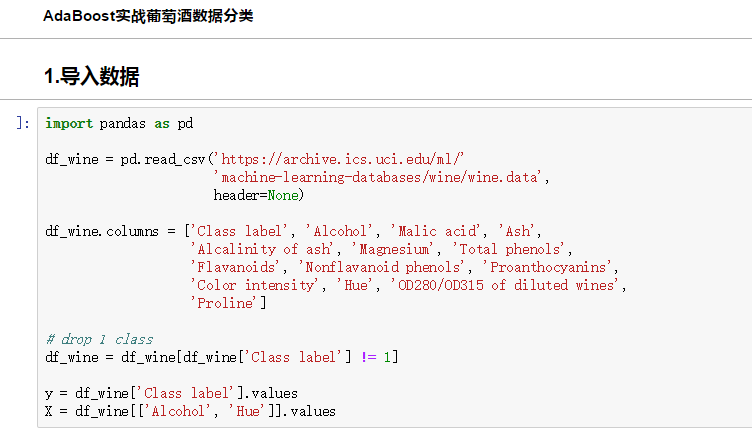 AdaBoost实战葡萄酒数据分类
1.导入数据
]: import pandas as pd
df_wine = pd.read_csv('https://archive.ics.uci.edu/ml/'
'machine-learning-databases/wine/wine.data',
header=None)
df_wine.columns = ['Class label', 'Alcohol', 'Malic acid', 'Ash',
'Alcalinity of ash', 'Magnesium', 'Total phenols',
'Flavanoids', 'Nonflavanoid phenols', 'Proanthocyanins',
'Color intensity', 'Hue', 'OD280/OD315 of diluted wines',
'Proline']
# drop 1 class
df_wine = df_wine[df_wine['Class label'] != 1]
y = df_wine['Class label'].values
X = df_wine[['Alcohol', 'Hue']].values